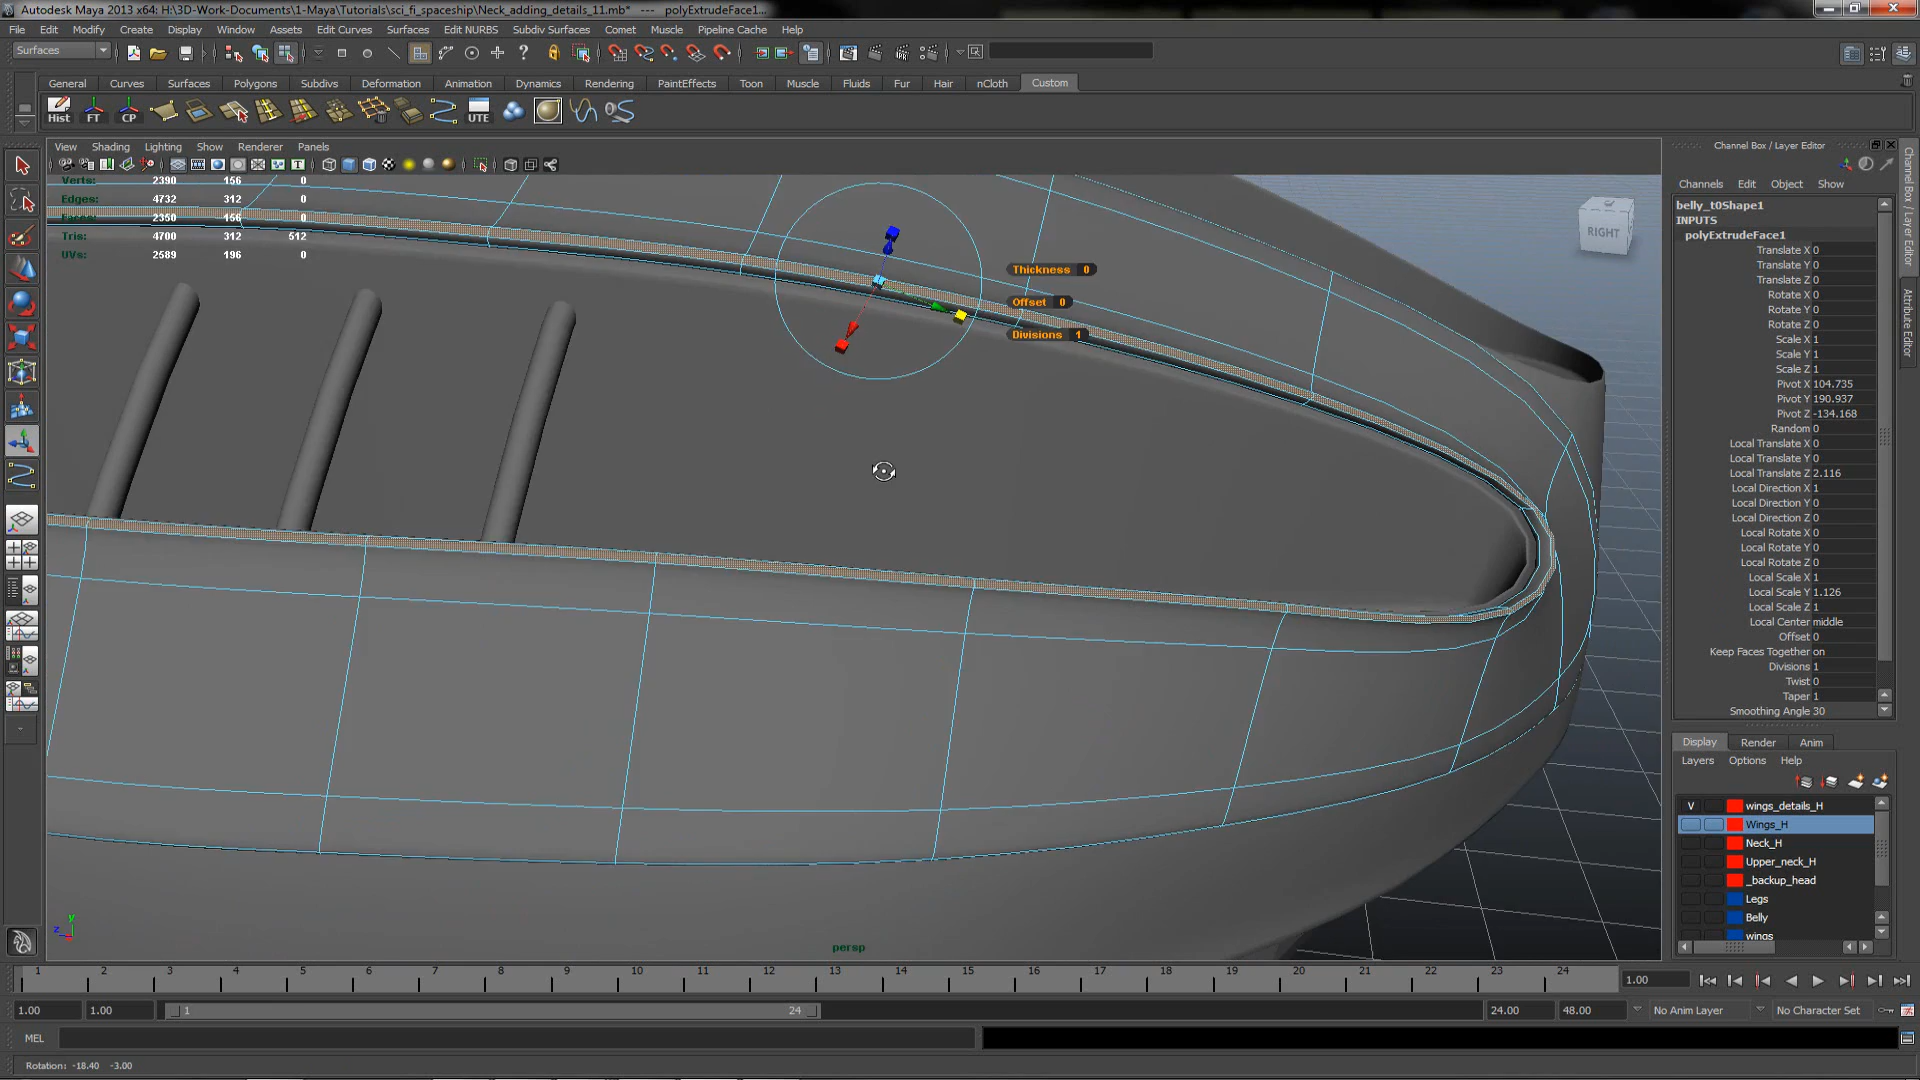 Autodesk Maya 2013 x64: H:\3D-Work-Documents\1-Maya\Tutorials\sci_fi_spaceship\Neck_adding_details_11.mb* --- polyExtrudeFace1...
File Edit Modify Create Display Window Assets Edit Curves Surfaces Edit NURBS Subdiv Surfaces Comet Muscle Pipeline Cache Help
Surfaces
General Curves Surfaces Polygons Subdivs Deformation Animation Dynamics Rendering PaintEffects Toon Muscle Fluids Fur Hair nCloth Custom
Hist FT CP UTE
View Shading Lighting Show Renderer Panels
Verts: 2390 156 0
Edges: 4732 312 0
Faces: 2350 156 0
Tris: 4700 312 512
UVs: 2589 196 0
Thickness 0
Offset 0
Divisions 1
RIGHT
persp
y
z
Channel Box / Layer Editor
Channels Edit Object Show
belly_t0Shape1
INPUTS
polyExtrudeFace1
Translate X 0
Translate Y 0
Translate Z 0
Rotate X 0
Rotate Y 0
Rotate Z 0
Scale X 1
Scale Y 1
Scale Z 1
Pivot X 104.735
Pivot Y 190.937
Pivot Z -134.168
Random 0
Local Translate X 0
Local Translate Y 0
Local Translate Z 2.116
Local Direction X 1
Local Direction Y 0
Local Direction Z 0
Local Rotate X 0
Local Rotate Y 0
Local Rotate Z 0
Local Scale X 1
Local Scale Y 1.126
Local Scale Z 1
Local Center middle
Offset 0
Keep Faces Together on
Divisions 1
Twist 0
Taper 1
Smoothing Angle 30
Channel Box / Layer Editor
Attribute Editor
Display Render Anim
Layers Options Help
V wings_details_H
Wings_H
Neck_H
Upper_neck_H
_backup_head
Legs
Belly
wings
1 2 3 4 5 6 7 8 9 10 11 12 13 14 15 16 17 18 19 20 21 22 23 24 1.00
1.00 1.00 1 24 24.00 48.00 No Anim Layer No Character Set
MEL
Rotation: -18.40 -3.00